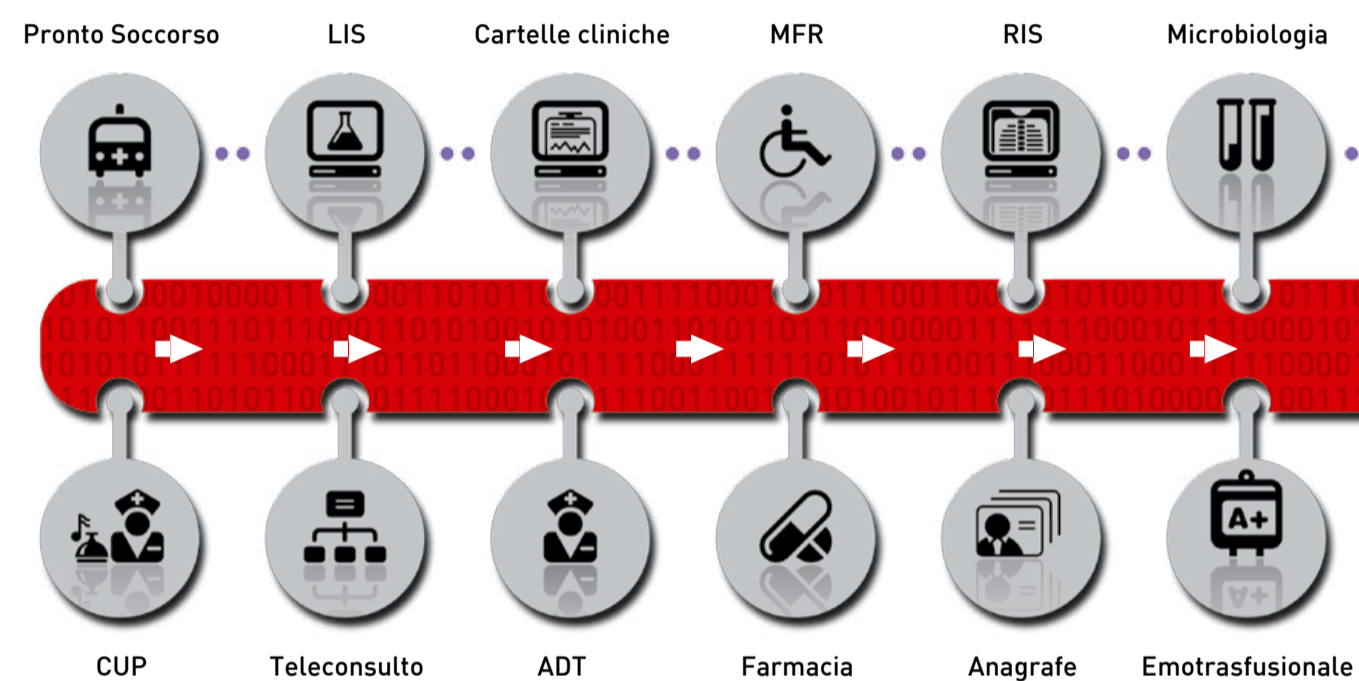 Pronto Soccorso LIS Cartelle cliniche MFR RIS Microbiologia
A+
CUP Teleconsulto ADT Farmacia Anagrafe Emotrasfusionale